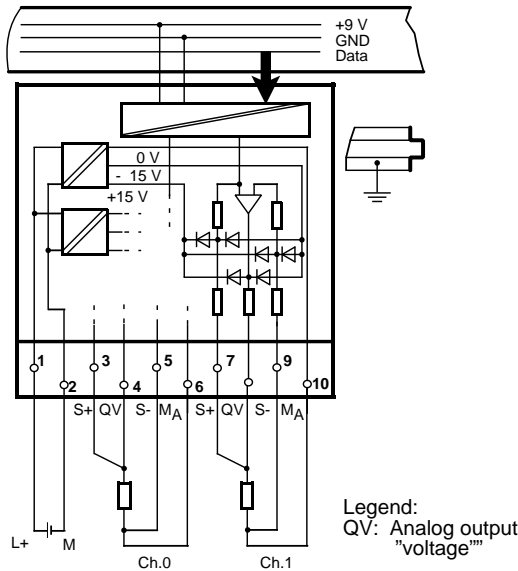 +9 V
GND
Data
0 V
- 15 V
+15 V
1
2
3
4
5
6
7
9
10
S+ QV S- MA S+ QV S- MA
L+ M
Ch.0 Ch.1
Legend:
QV: Analog output
"voltage""